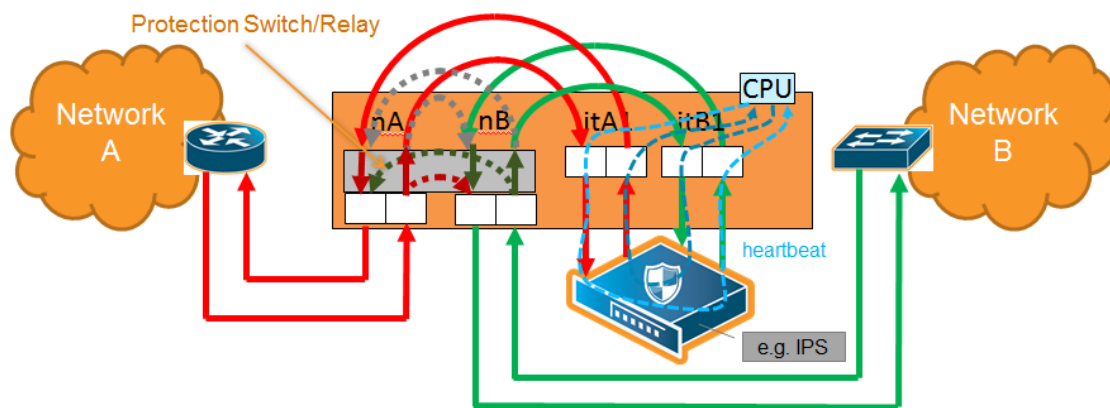 Protection Switch/Relay
Network
A
nA
nB
itA1
itB1
CPU
Network
B
heartbeat
e.g. IPS